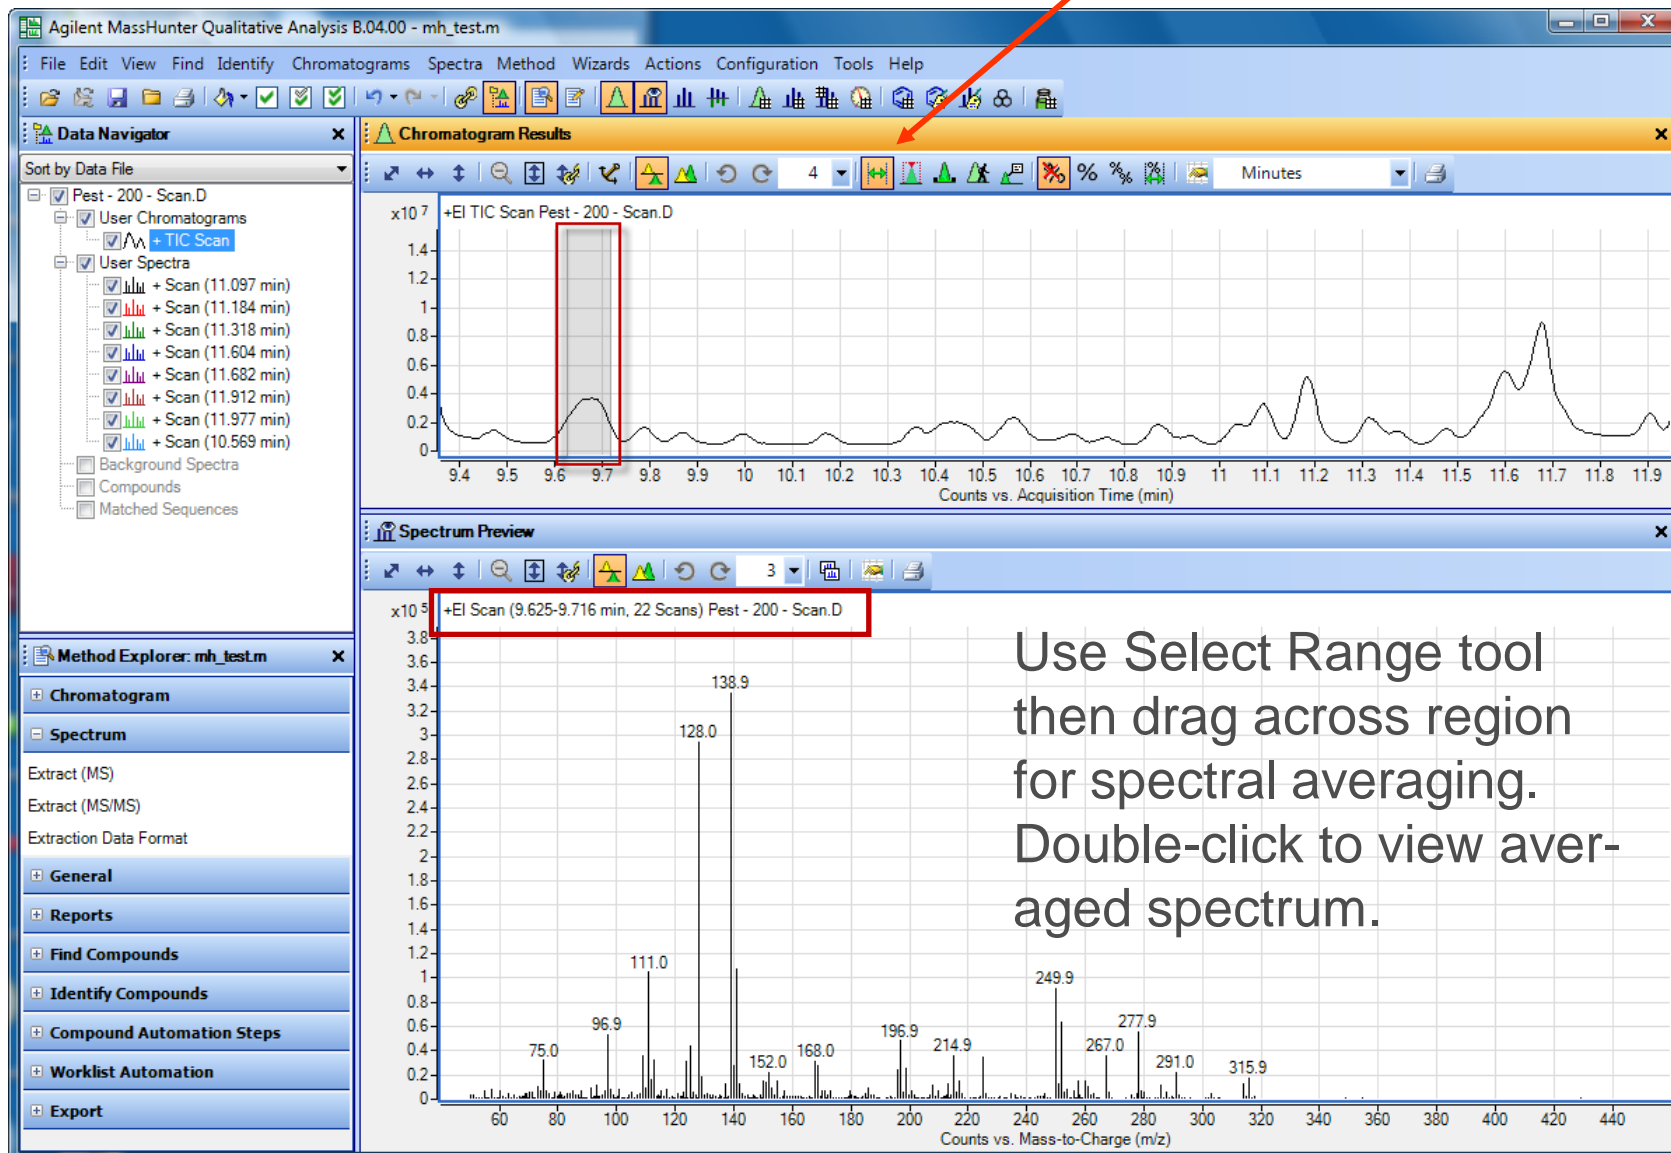 Agilent MassHunter Qualitative Analysis B.04.00 - mh_test.m
File Edit View Find Identify Chromatograms Spectra Method Wizards Actions Configuration Tools Help
Data Navigator
Sort by Data File
Pest - 200 - Scan.D
User Chromatograms
+ TIC Scan
User Spectra
+ Scan (11.097 min)
+ Scan (11.184 min)
+ Scan (11.318 min)
+ Scan (11.604 min)
+ Scan (11.682 min)
+ Scan (11.912 min)
+ Scan (11.977 min)
+ Scan (10.569 min)
Background Spectra
Compounds
Matched Sequences
Method Explorer: mh_test.m
Chromatogram
Spectrum
Extract (MS)
Extract (MS/MS)
Extraction Data Format
General
Reports
Find Compounds
Identify Compounds
Compound Automation Steps
Worklist Automation
Export
Chromatogram Results
4 % Minutes
x10 7 +EI TIC Scan Pest - 200 - Scan.D
1.4
1.2
1
0.8
0.6
0.4
0.2
0
9.4 9.5 9.6 9.7 9.8 9.9 10 10.1 10.2 10.3 10.4 10.5 10.6 10.7 10.8 10.9 11 11.1 11.2 11.3 11.4 11.5 11.6 11.7 11.8 11.9
Counts vs. Acquisition Time (min)
Spectrum Preview
3
x10 5 +EI Scan (9.625-9.716 min, 22 Scans) Pest - 200 - Scan.D
3.8
3.6
3.4
3.2
3
2.8
2.6
2.4
2.2
2
1.8
1.6
1.4
1.2
1
0.8
0.6
0.4
0.2
0
138.9
128.0
111.0
249.9
96.9
277.9
196.9
75.0
214.9
267.0
168.0
152.0
291.0
315.9
60 80 100 120 140 160 180 200 220 240 260 280 300 320 340 360 380 400 420 440
Counts vs. Mass-to-Charge (m/z)
Use Select Range tool
then drag across region
for spectral averaging.
Double-click to view aver-
aged spectrum.